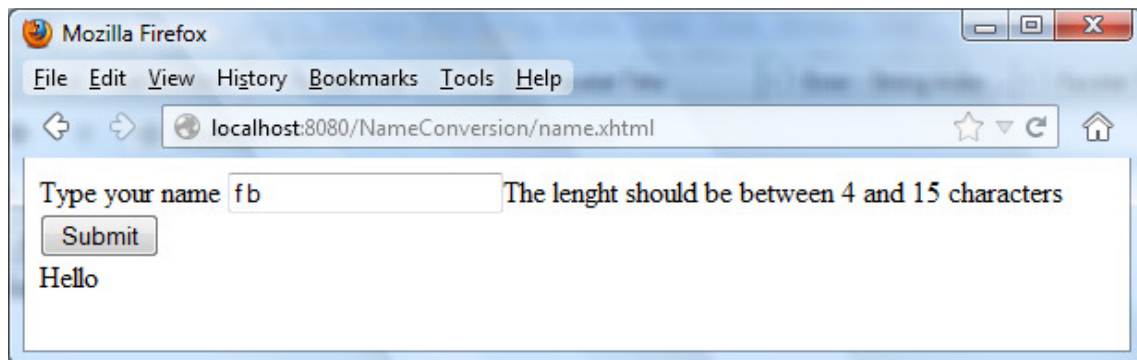 Mozilla Firefox
File Edit View History Bookmarks Tools Help
localhost:8080/NameConversion/name.xhtml
Type your name fb The lenght should be between 4 and 15 characters
Submit
Hello